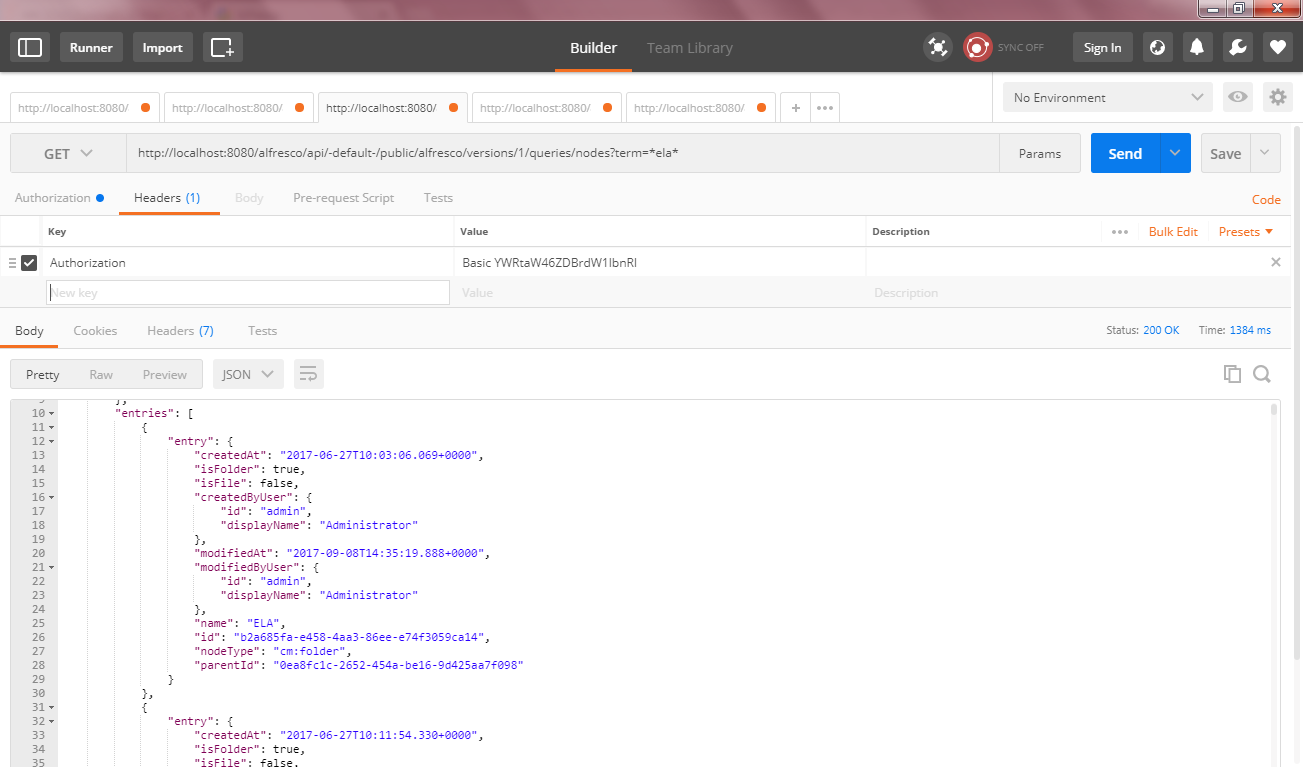 Runner Import Builder Team Library SYNC OFF Sign In
http://localhost:8080/ http://localhost:8080/ http://localhost:8080/ http://localhost:8080/ http://localhost:8080/ + ••• No Environment
GET http://localhost:8080/alfresco/api/-default-/public/alfresco/versions/1/queries/nodes?term=*ela* Params Send Save
Authorization Headers (1) Body Pre-request Script Tests Code
Key Value Description ••• Bulk Edit Presets
Authorization Basic YWRtaW46ZDBrdW1lbnRl
New key Value Description
Body Cookies Headers (7) Tests Status: 200 OK Time: 1384 ms
Pretty Raw Preview JSON
9 ],
10 "entries": [
11 {
12 "entry": {
13 "createdAt": "2017-06-27T10:03:06.069+0000",
14 "isFolder": true,
15 "isFile": false,
16 "createdByUser": {
17 "id": "admin",
18 "displayName": "Administrator"
19 },
20 "modifiedAt": "2017-09-08T14:35:19.888+0000",
21 "modifiedByUser": {
22 "id": "admin",
23 "displayName": "Administrator"
24 },
25 "name": "ELA",
26 "id": "b2a685fa-e458-4aa3-86ee-e74f3059ca14",
27 "nodeType": "cm:folder",
28 "parentId": "0ea8fc1c-2652-454a-be16-9d425aa7f098"
29 }
30 },
31 {
32 "entry": {
33 "createdAt": "2017-06-27T10:11:54.330+0000",
34 "isFolder": true,
35 "isFile": false,